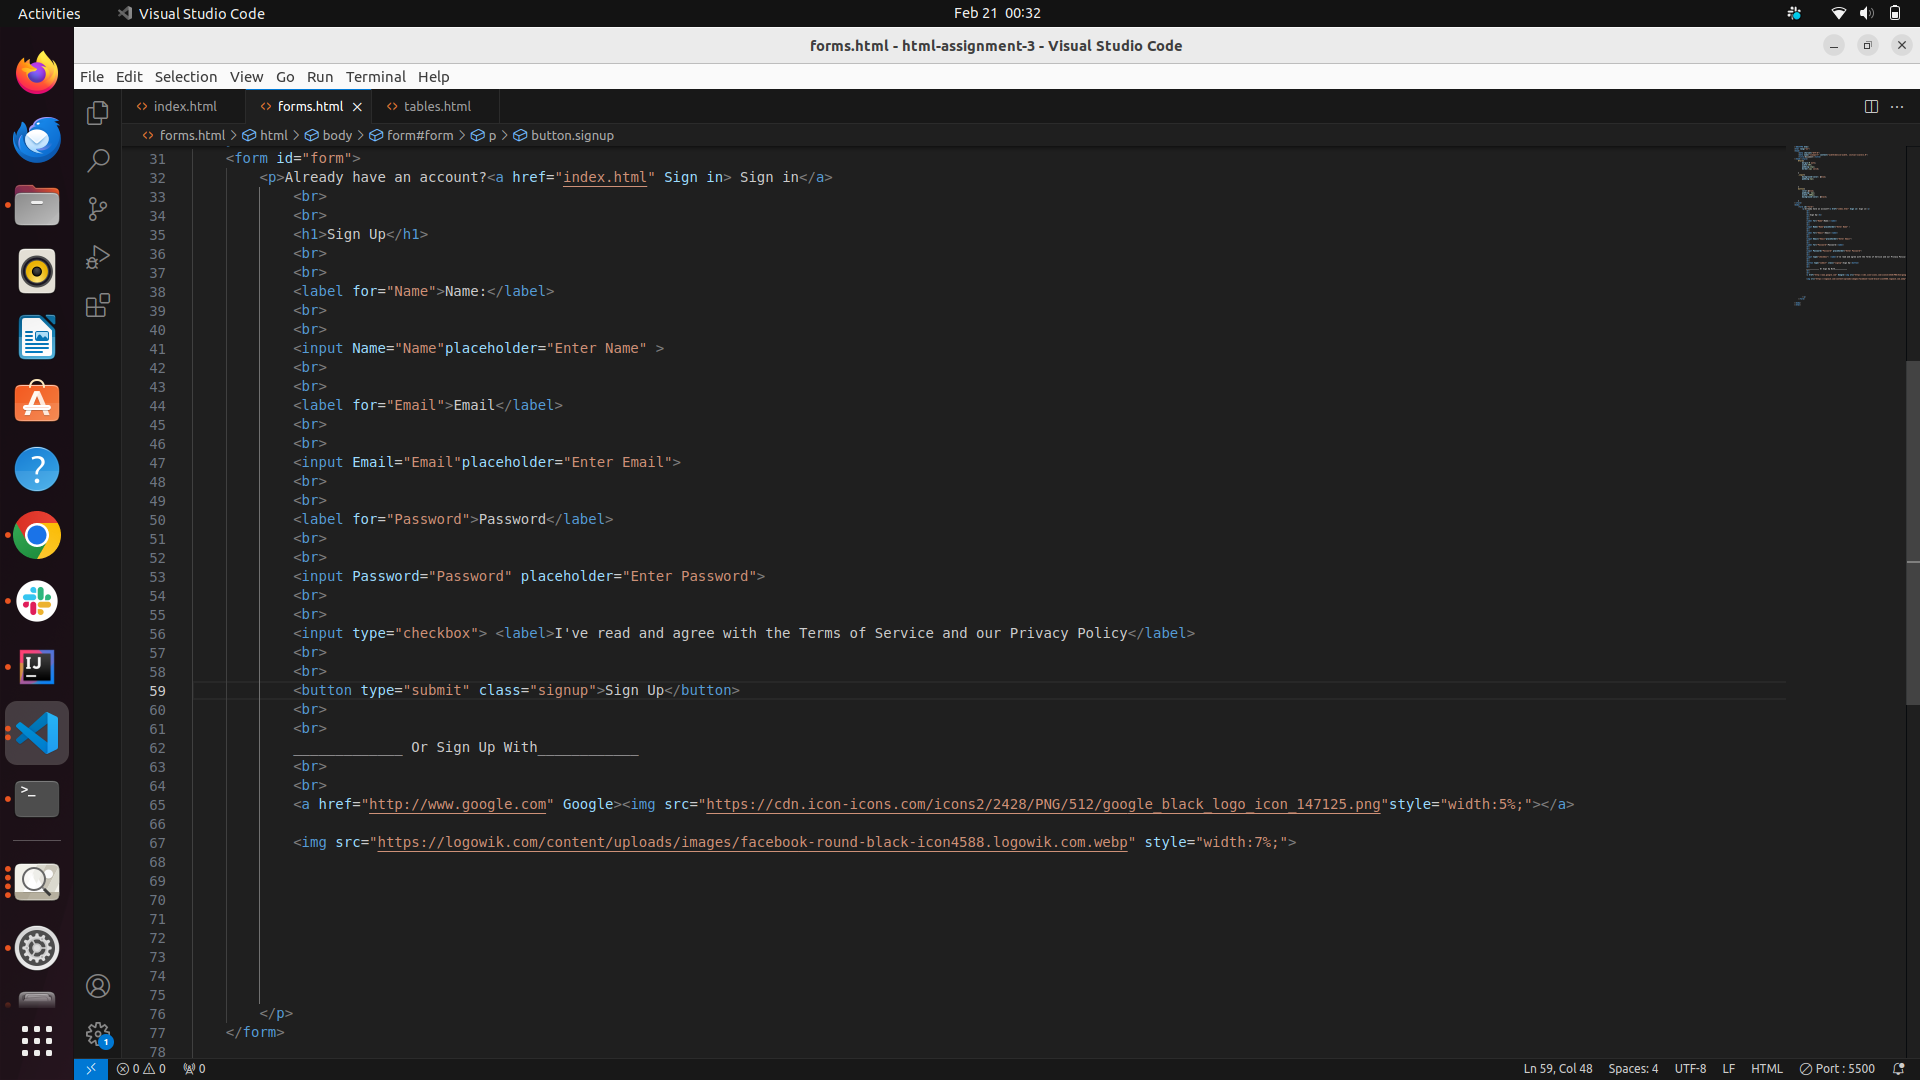 Activities
Visual Studio Code
Feb 21 00:32
forms.html - html-assignment-3 - Visual Studio Code
File Edit Selection View Go Run Terminal Help
index.html
forms.html
tables.html
forms.html > html > body > form#form > p > button.signup
31 <form id="form">
32 <p>Already have an account?<a href="index.html" Sign in> Sign in</a>
33 <br>
34 <br>
35 <h1>Sign Up</h1>
36 <br>
37 <br>
38 <label for="Name">Name:</label>
39 <br>
40 <br>
41 <input Name="Name"placeholder="Enter Name" >
42 <br>
43 <br>
44 <label for="Email">Email</label>
45 <br>
46 <br>
47 <input Email="Email"placeholder="Enter Email">
48 <br>
49 <br>
50 <label for="Password">Password</label>
51 <br>
52 <br>
53 <input Password="Password" placeholder="Enter Password">
54 <br>
55 <br>
56 <input type="checkbox"> <label>I've read and agree with the Terms of Service and our Privacy Policy</label>
57 <br>
58 <br>
59 <button type="submit" class="signup">Sign Up</button>
60 <br>
61 <br>
62 _____________ Or Sign Up With____________
63 <br>
64 <br>
65 <a href="http://www.google.com" Google><img src="https://cdn.icon-icons.com/icons2/2428/PNG/512/google_black_logo_icon_147125.png"style="width:5%;"></a>
66
67 <img src="https://logowik.com/content/uploads/images/facebook-round-black-icon4588.logowik.com.webp" style="width:7%;">
68
69
70
71
72
73
74
75
76 </p>
77 </form>
78
0 0 0
Ln 59, Col 48 Spaces: 4 UTF-8 LF HTML Port : 5500